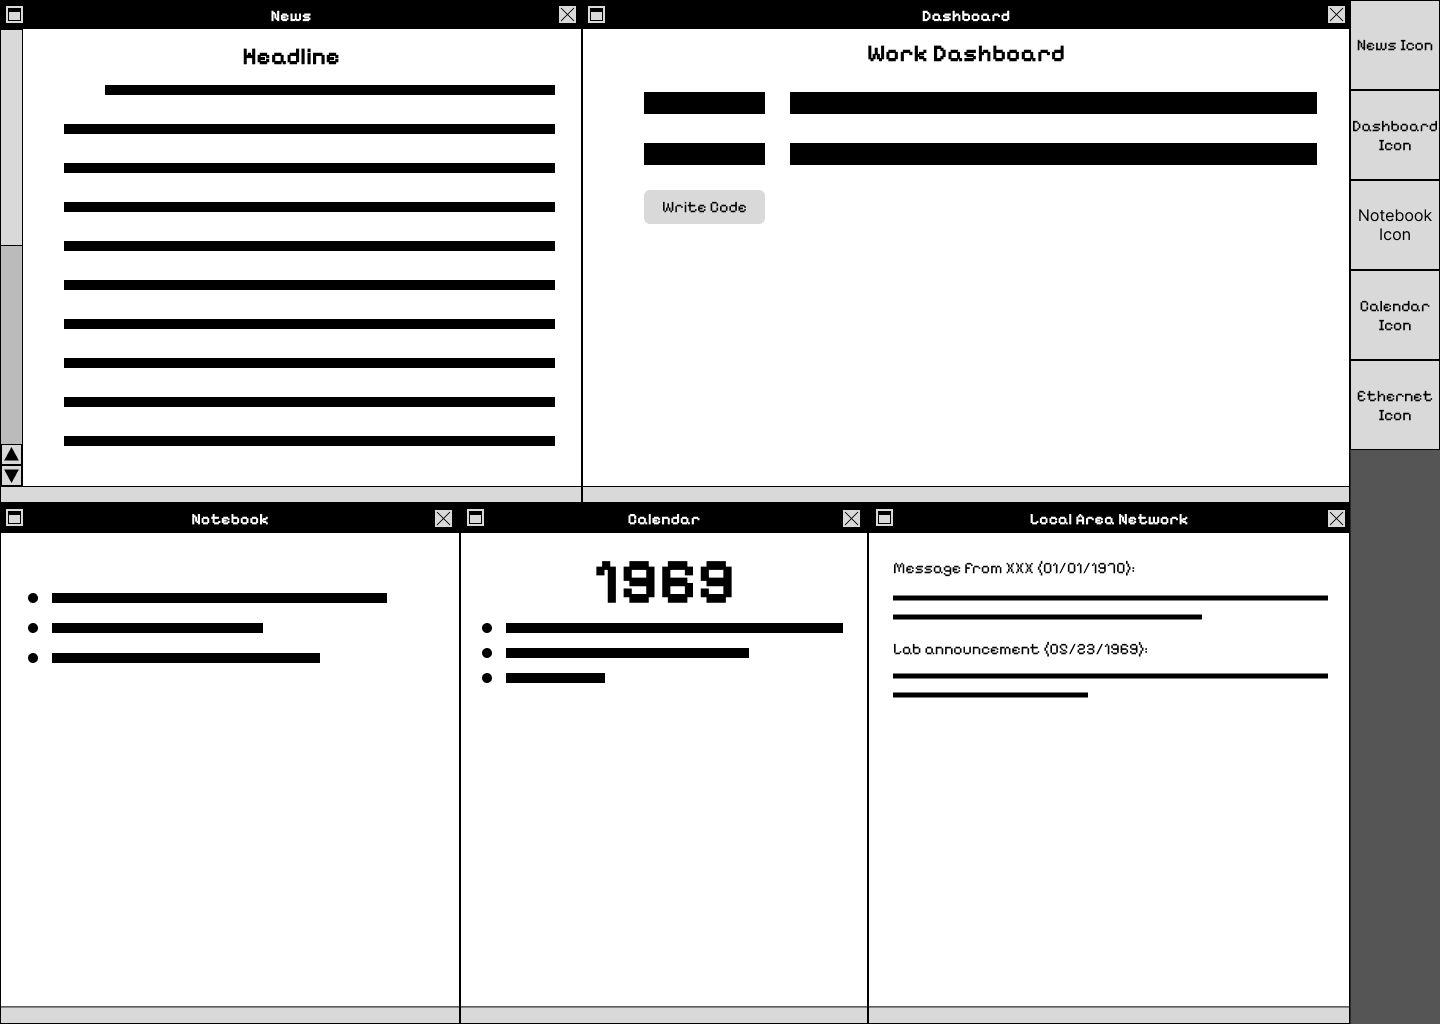 News
Headline
Dashboard
Work Dashboard
Write Code
News Icon
Dashboard
Icon
Notebook
Icon
Calendar
Icon
Ethernet
Icon
Notebook
Calendar
1969
Local Area Network
Message from XXX (01/01/1970):
Lab announcement (08/23/1969):